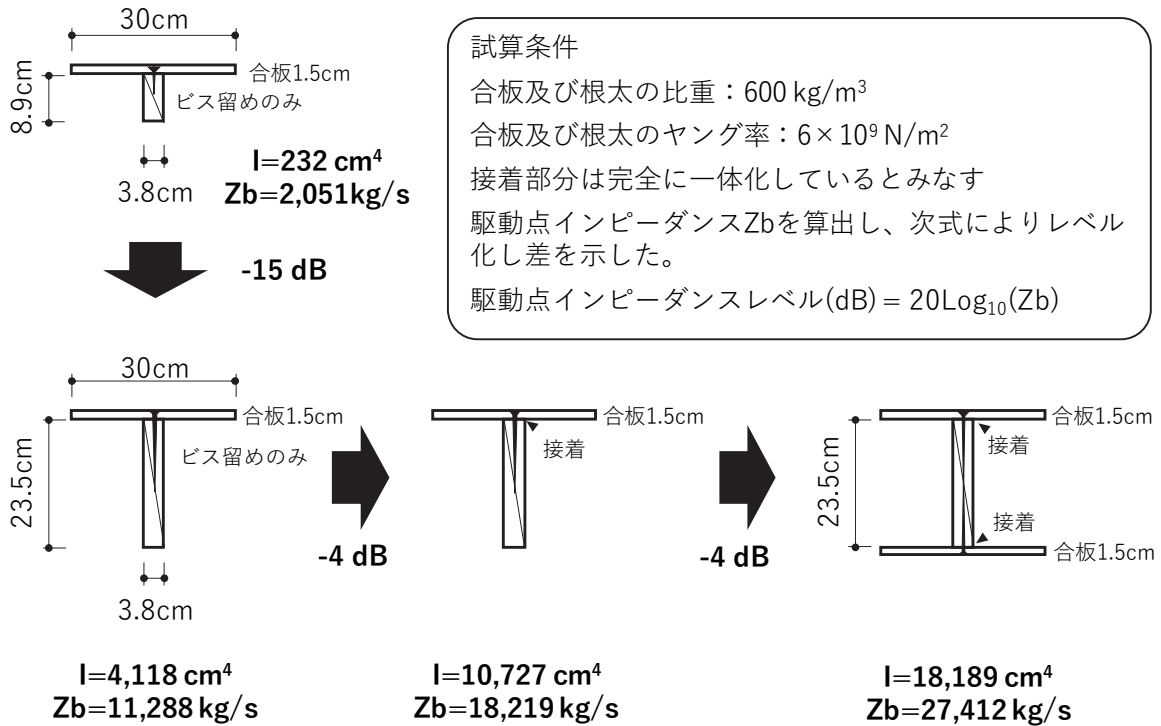 30cm
合板1.5cm
8.9cm
ビス留めのみ
3.8cm
I=232 cm⁴
Zb=2,051kg/s
-15 dB
試算条件
合板及び根太の比重：600 kg/m³
合板及び根太のヤング率：6×10⁹ N/m²
接着部分は完全に一体化しているとみなす
駆動点インピーダンスZbを算出し、次式によりレベル
化し差を示した。
駆動点インピーダンスレベル(dB) = 20Log₁₀(Zb)
30cm
合板1.5cm
ビス留めのみ
23.5cm
3.8cm
I=4,118 cm⁴
Zb=11,288 kg/s
-4 dB
合板1.5cm
接着
I=10,727 cm⁴
Zb=18,219 kg/s
-4 dB
合板1.5cm
接着
23.5cm
接着
合板1.5cm
I=18,189 cm⁴
Zb=27,412 kg/s